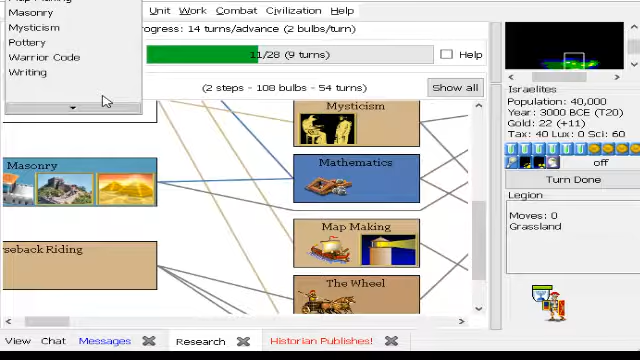 Unit Work Combat Civilization Help
Masonry
Mysticism
Pottery
Warrior Code
Writing
rogress: 14 turns/advance (2 bulbs/turn)
11/28 (9 turns)
Help
(2 steps - 108 bulbs - 54 turns)
Show all
Mysticism
Masonry
Mathematics
Map Making
rseback Riding
The Wheel
Israelites
Population: 40,000
Year: 3000 BCE (T20)
Gold: 22 (+11)
Tax: 40 Lux: 0 Sci: 60
off
Turn Done
Legion
Moves: 0
Grassland
View Chat Messages Research Historian Publishes!